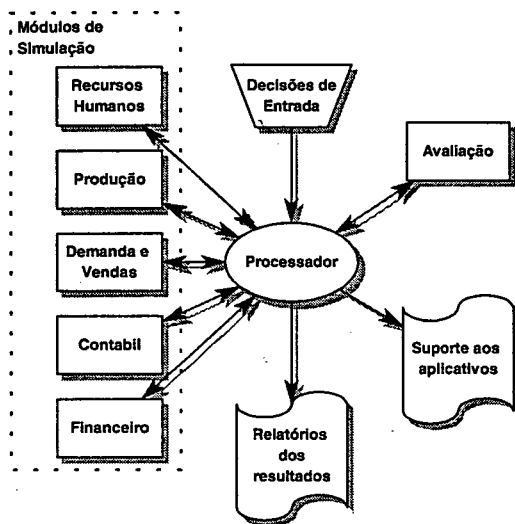 Módulos de
Simulação
Recursos
Humanos
Produção
Demanda e
Vendas
Contabil
Financeiro
Decisões de
Entrada
Processador
Avaliação
Suporte aos
aplicativos
Relatórios
dos
resultados